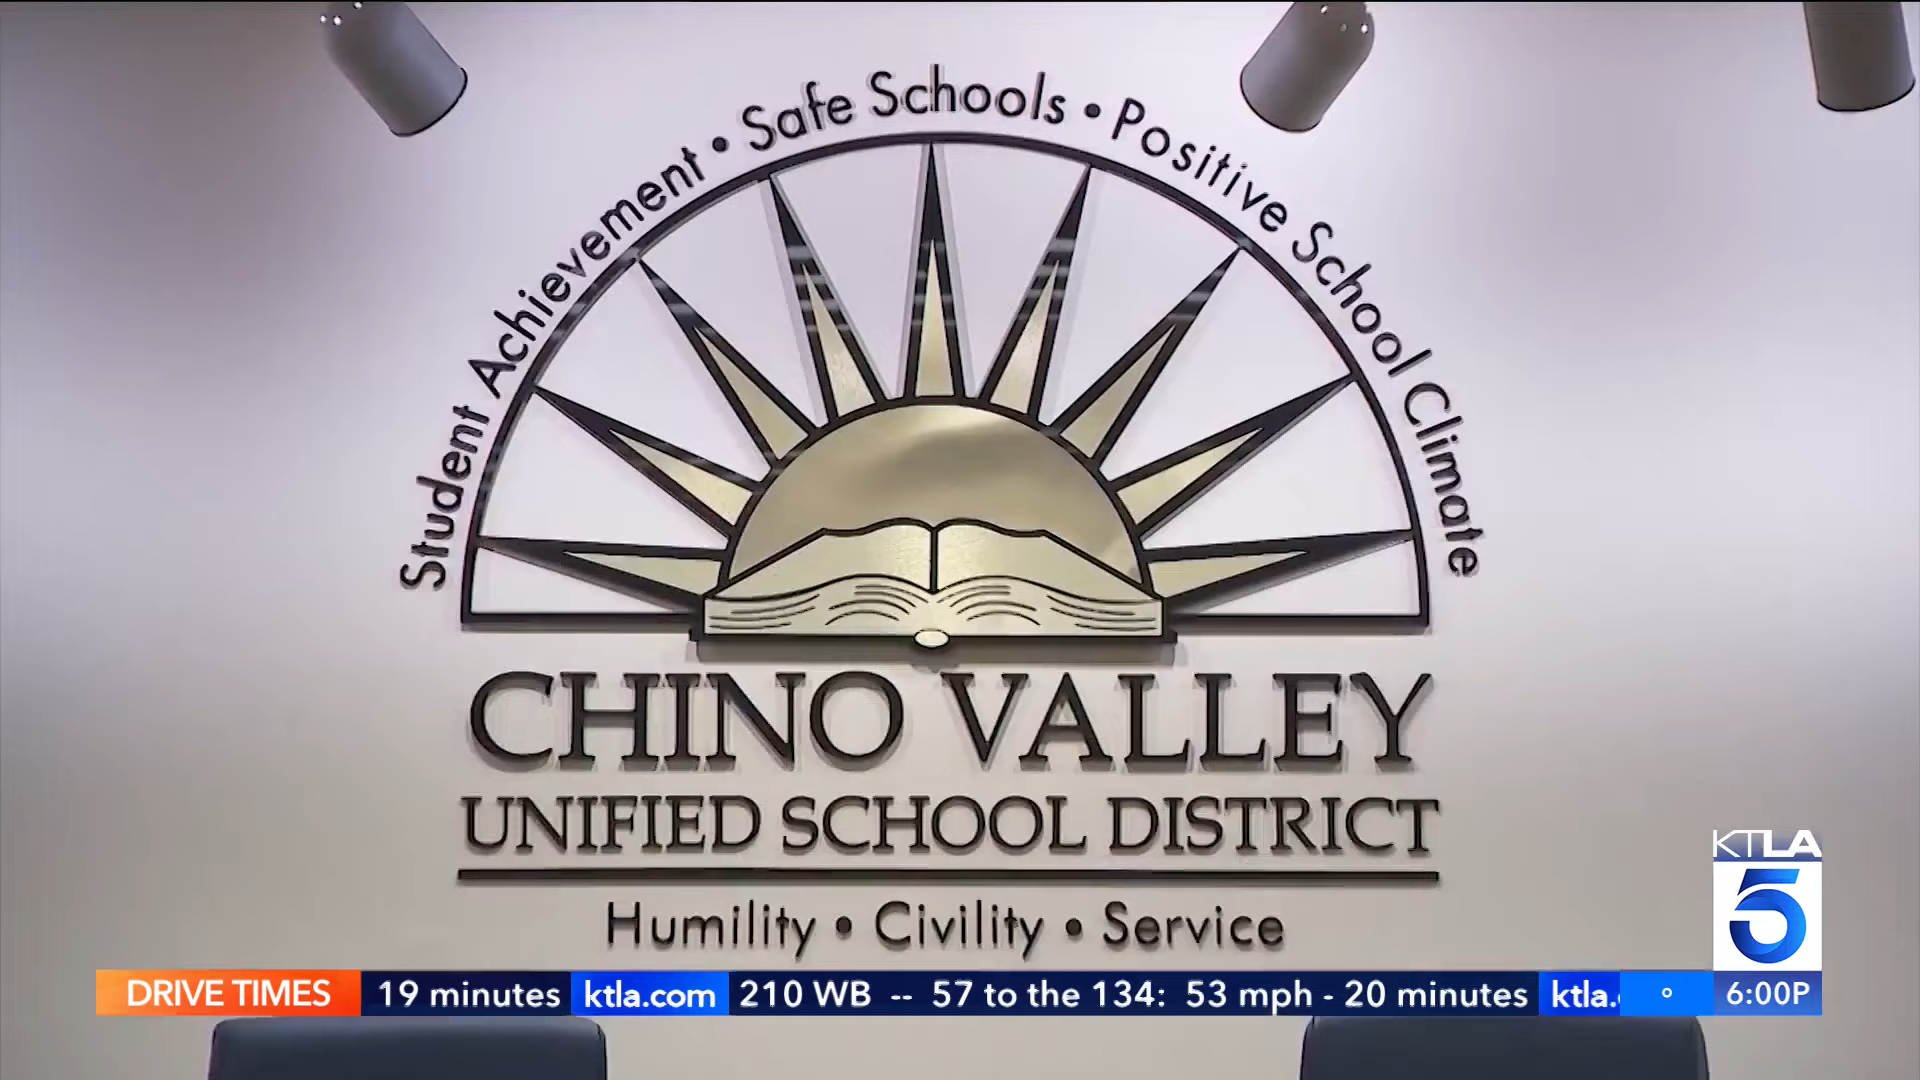 Student Achievement • Safe Schools • Positive School Climate
CHINO VALLEY
UNIFIED SCHOOL DISTRICT
Humility • Civility • Service
KTLA
5
DRIVE TIMES 19 minutes ktla.com 210 WB -- 57 to the 134: 53 mph - 20 minutes ktla. 6:00P